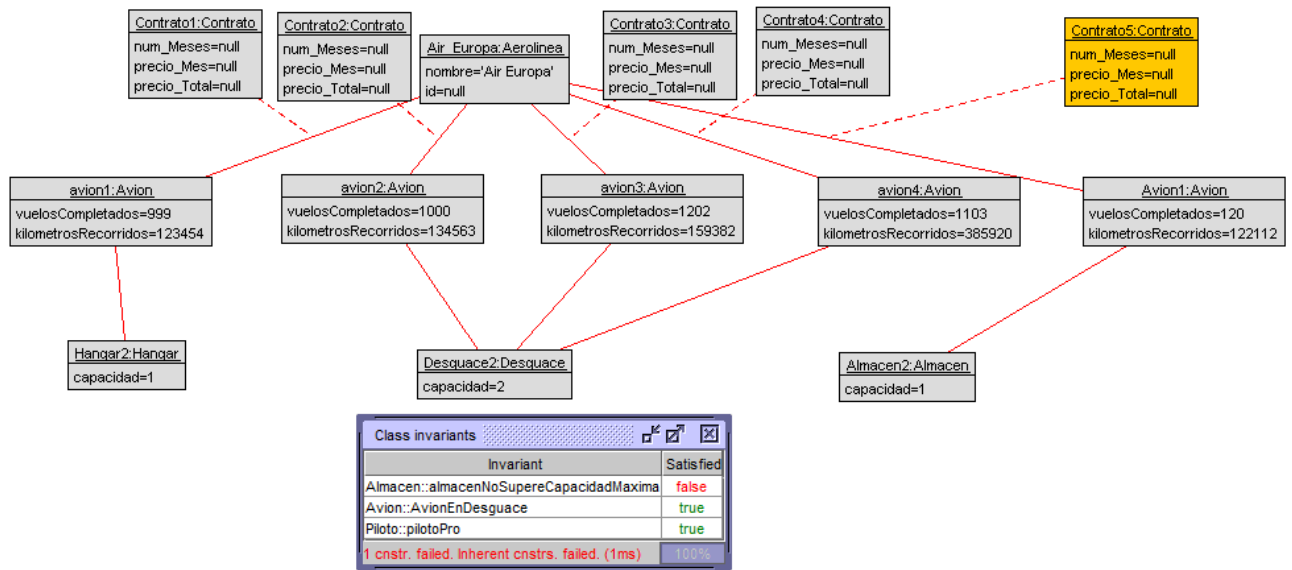 Contrato1:Contrato
num_Meses=null
precio_Mes=null
precio_Total=null
Contrato2:Contrato
num_Meses=null
precio_Mes=null
precio_Total=null
Air_Europa:Aerolinea
nombre='Air Europa'
id=null
Contrato3:Contrato
num_Meses=null
precio_Mes=null
precio_Total=null
Contrato4:Contrato
num_Meses=null
precio_Mes=null
precio_Total=null
Contrato5:Contrato
num_Meses=null
precio_Mes=null
precio_Total=null
avion1:Avion
vuelosCompletados=999
kilometrosRecorridos=123454
avion2:Avion
vuelosCompletados=1000
kilometrosRecorridos=134563
avion3:Avion
vuelosCompletados=1202
kilometrosRecorridos=159382
avion4:Avion
vuelosCompletados=1103
kilometrosRecorridos=385920
Avion1:Avion
vuelosCompletados=120
kilometrosRecorridos=122112
Hangar2:Hangar
capacidad=1
Desguace2:Desguace
capacidad=2
Almacen2:Almacen
capacidad=1
Class invariants
Invariant Satisfied
Almacen::almacenNoSupereCapacidadMaxima false
Avion::AvionEnDesguace true
Piloto::pilotoPro true
1 cnstr. failed. Inherent cnstrs. failed. (1ms) 100%